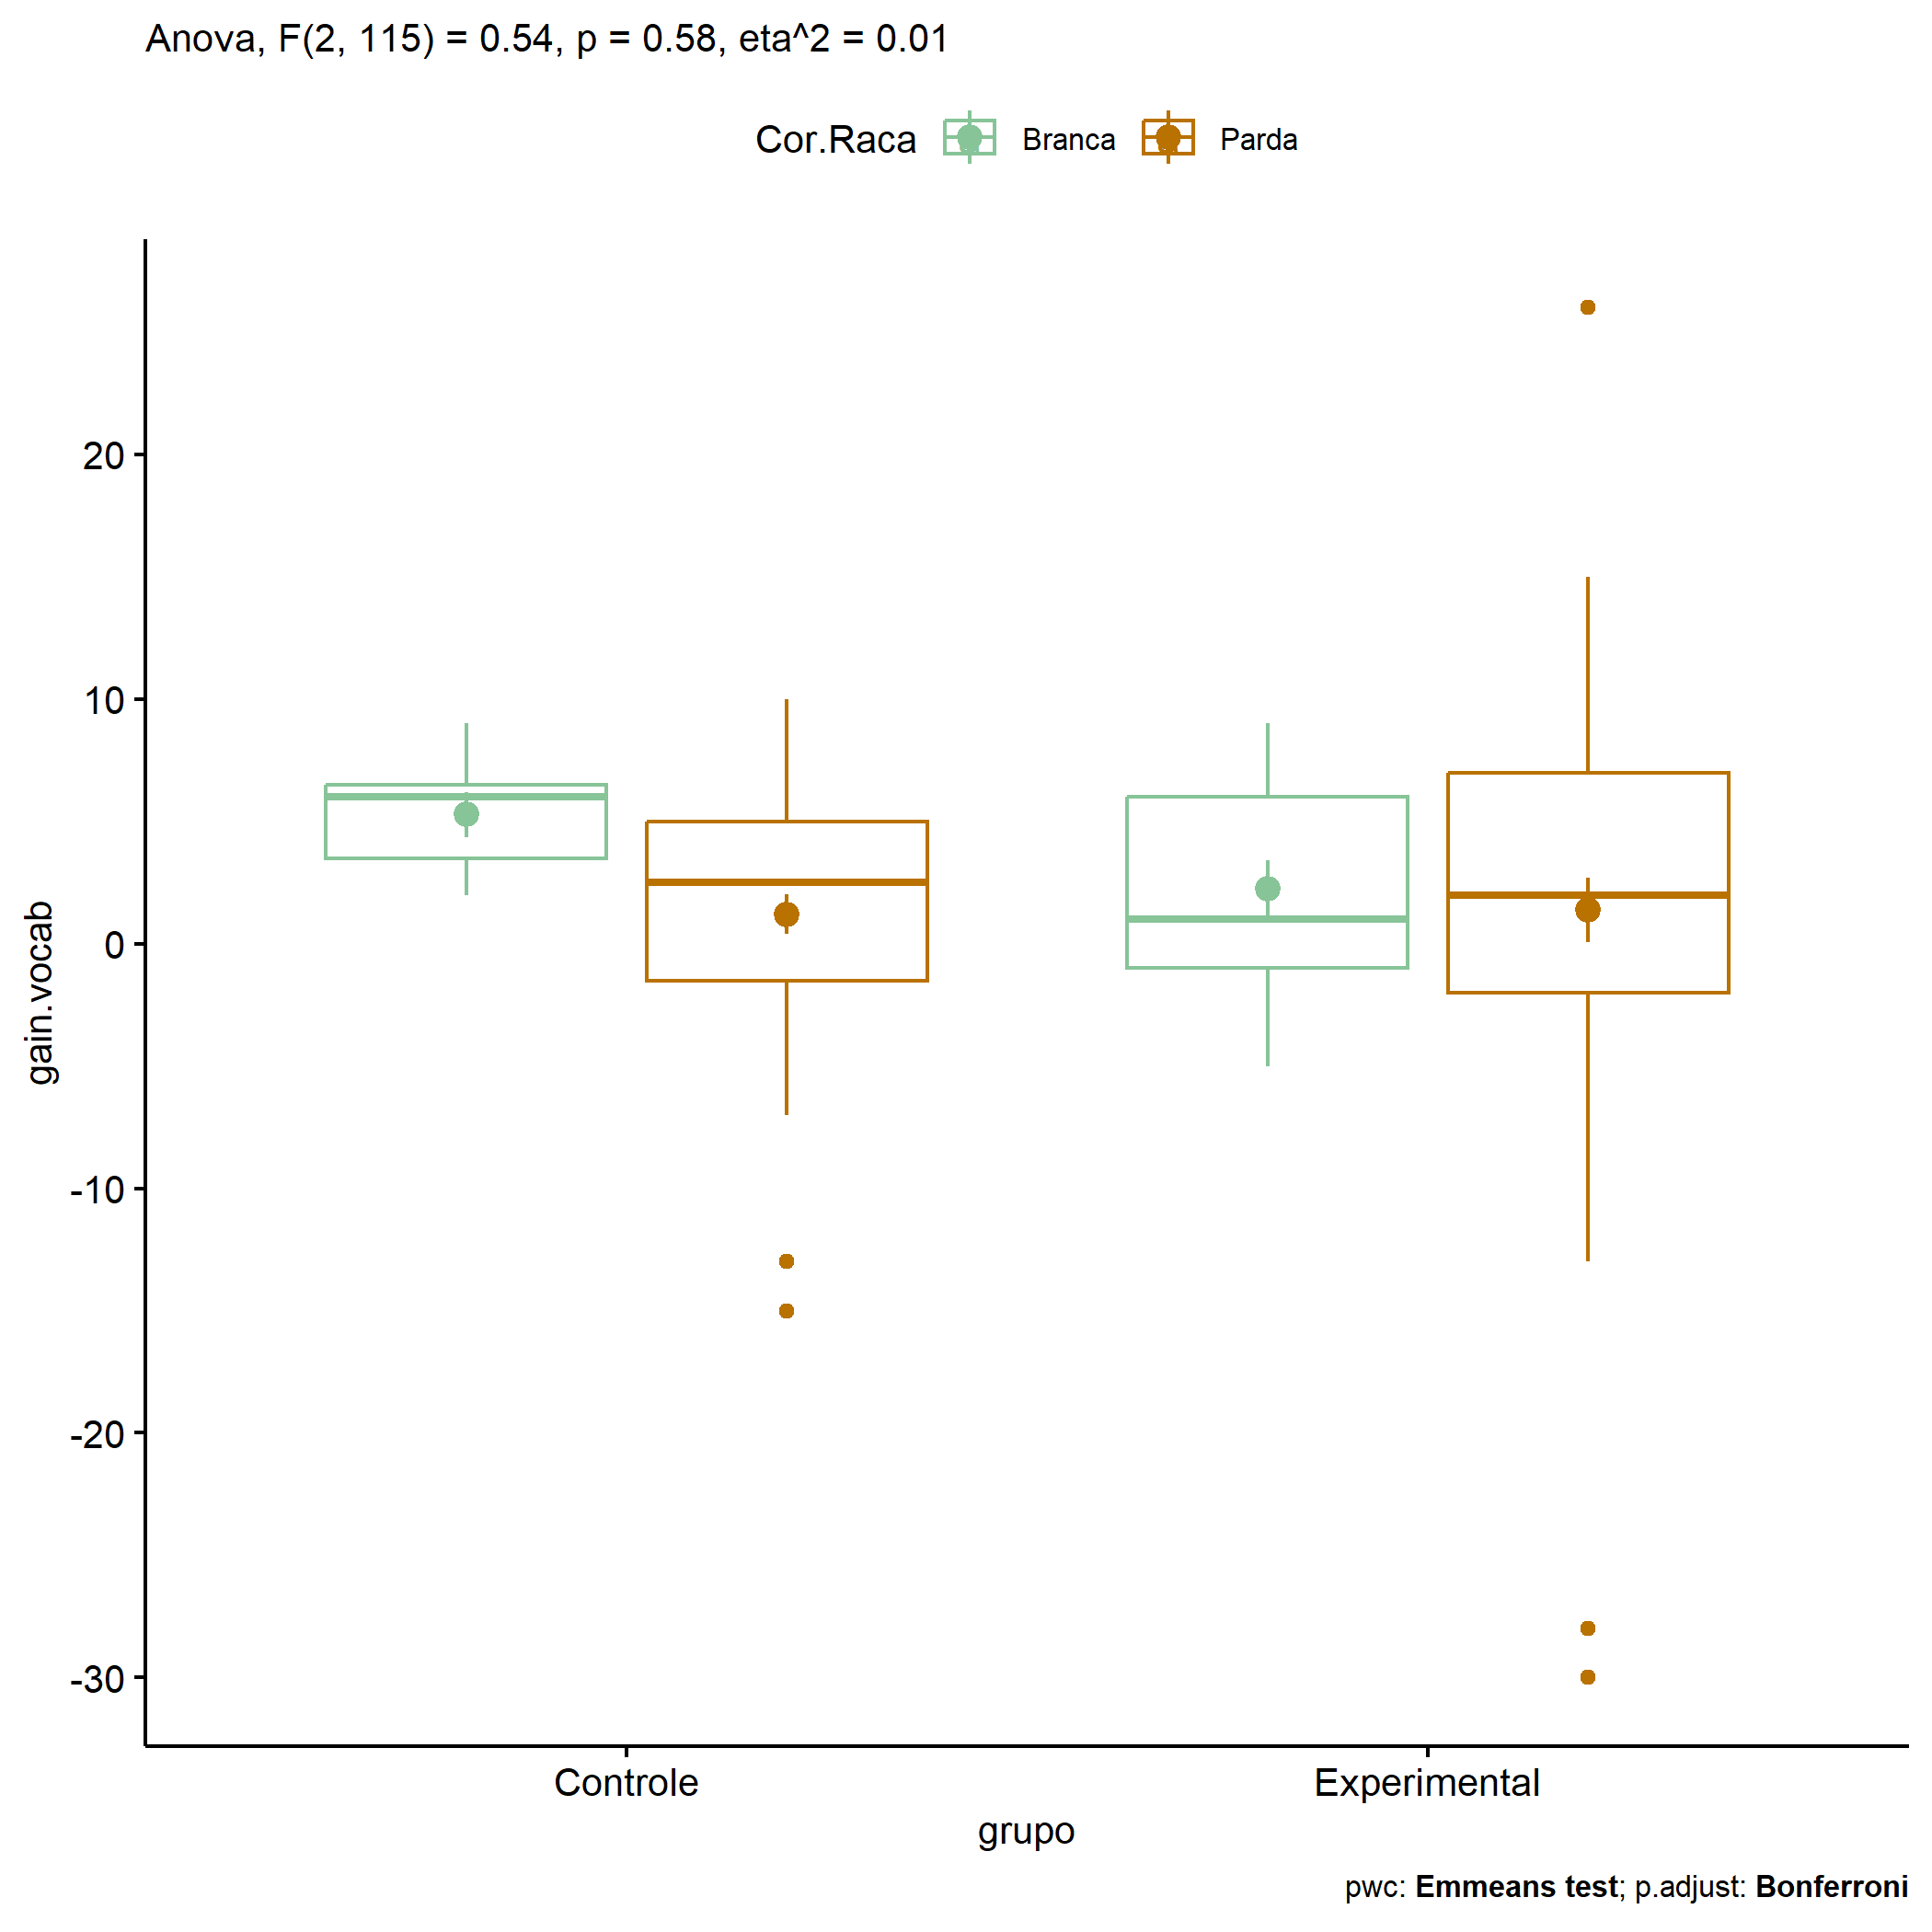 Anova, F(2, 115) = 0.54, p = 0.58, eta^2 = 0.01
Cor.Raca Branca Parda
gain.vocab
20
10
0
-10
-20
-30
Controle Experimental
grupo
pwc: Emmeans test; p.adjust: Bonferroni